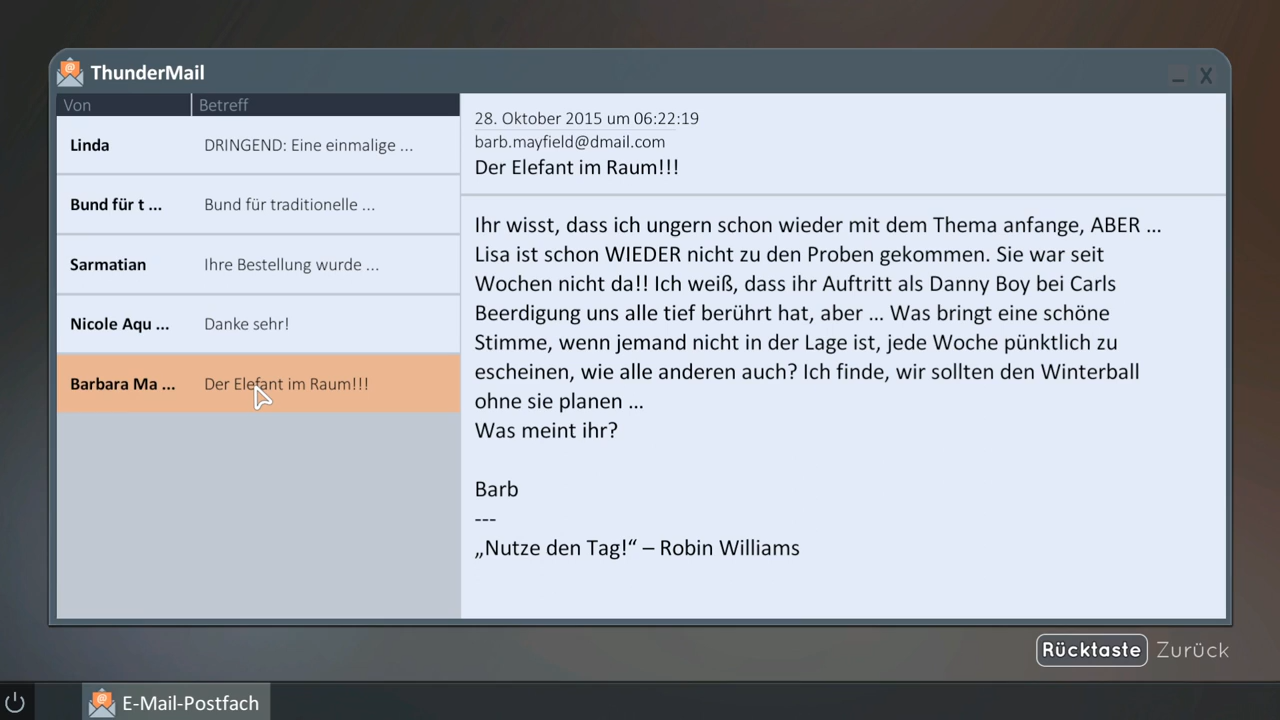 ThunderMail
Von Betreff
Linda DRINGEND: Eine einmalige ...
Bund für t ... Bund für traditionelle ...
Sarmatian Ihre Bestellung wurde ...
Nicole Aqu ... Danke sehr!
Barbara Ma ... Der Elefant im Raum!!!
28. Oktober 2015 um 06:22:19
barb.mayfield@dmail.com
Der Elefant im Raum!!!
Ihr wisst, dass ich ungern schon wieder mit dem Thema anfange, ABER ...
Lisa ist schon WIEDER nicht zu den Proben gekommen. Sie war seit
Wochen nicht da!! Ich weiß, dass ihr Auftritt als Danny Boy bei Carls
Beerdigung uns alle tief berührt hat, aber ... Was bringt eine schöne
Stimme, wenn jemand nicht in der Lage ist, jede Woche pünktlich zu
escheinen, wie alle anderen auch? Ich finde, wir sollten den Winterball
ohne sie planen ...
Was meint ihr?
Barb
---
„Nutze den Tag!“ – Robin Williams
Rücktaste Zurück
E-Mail-Postfach